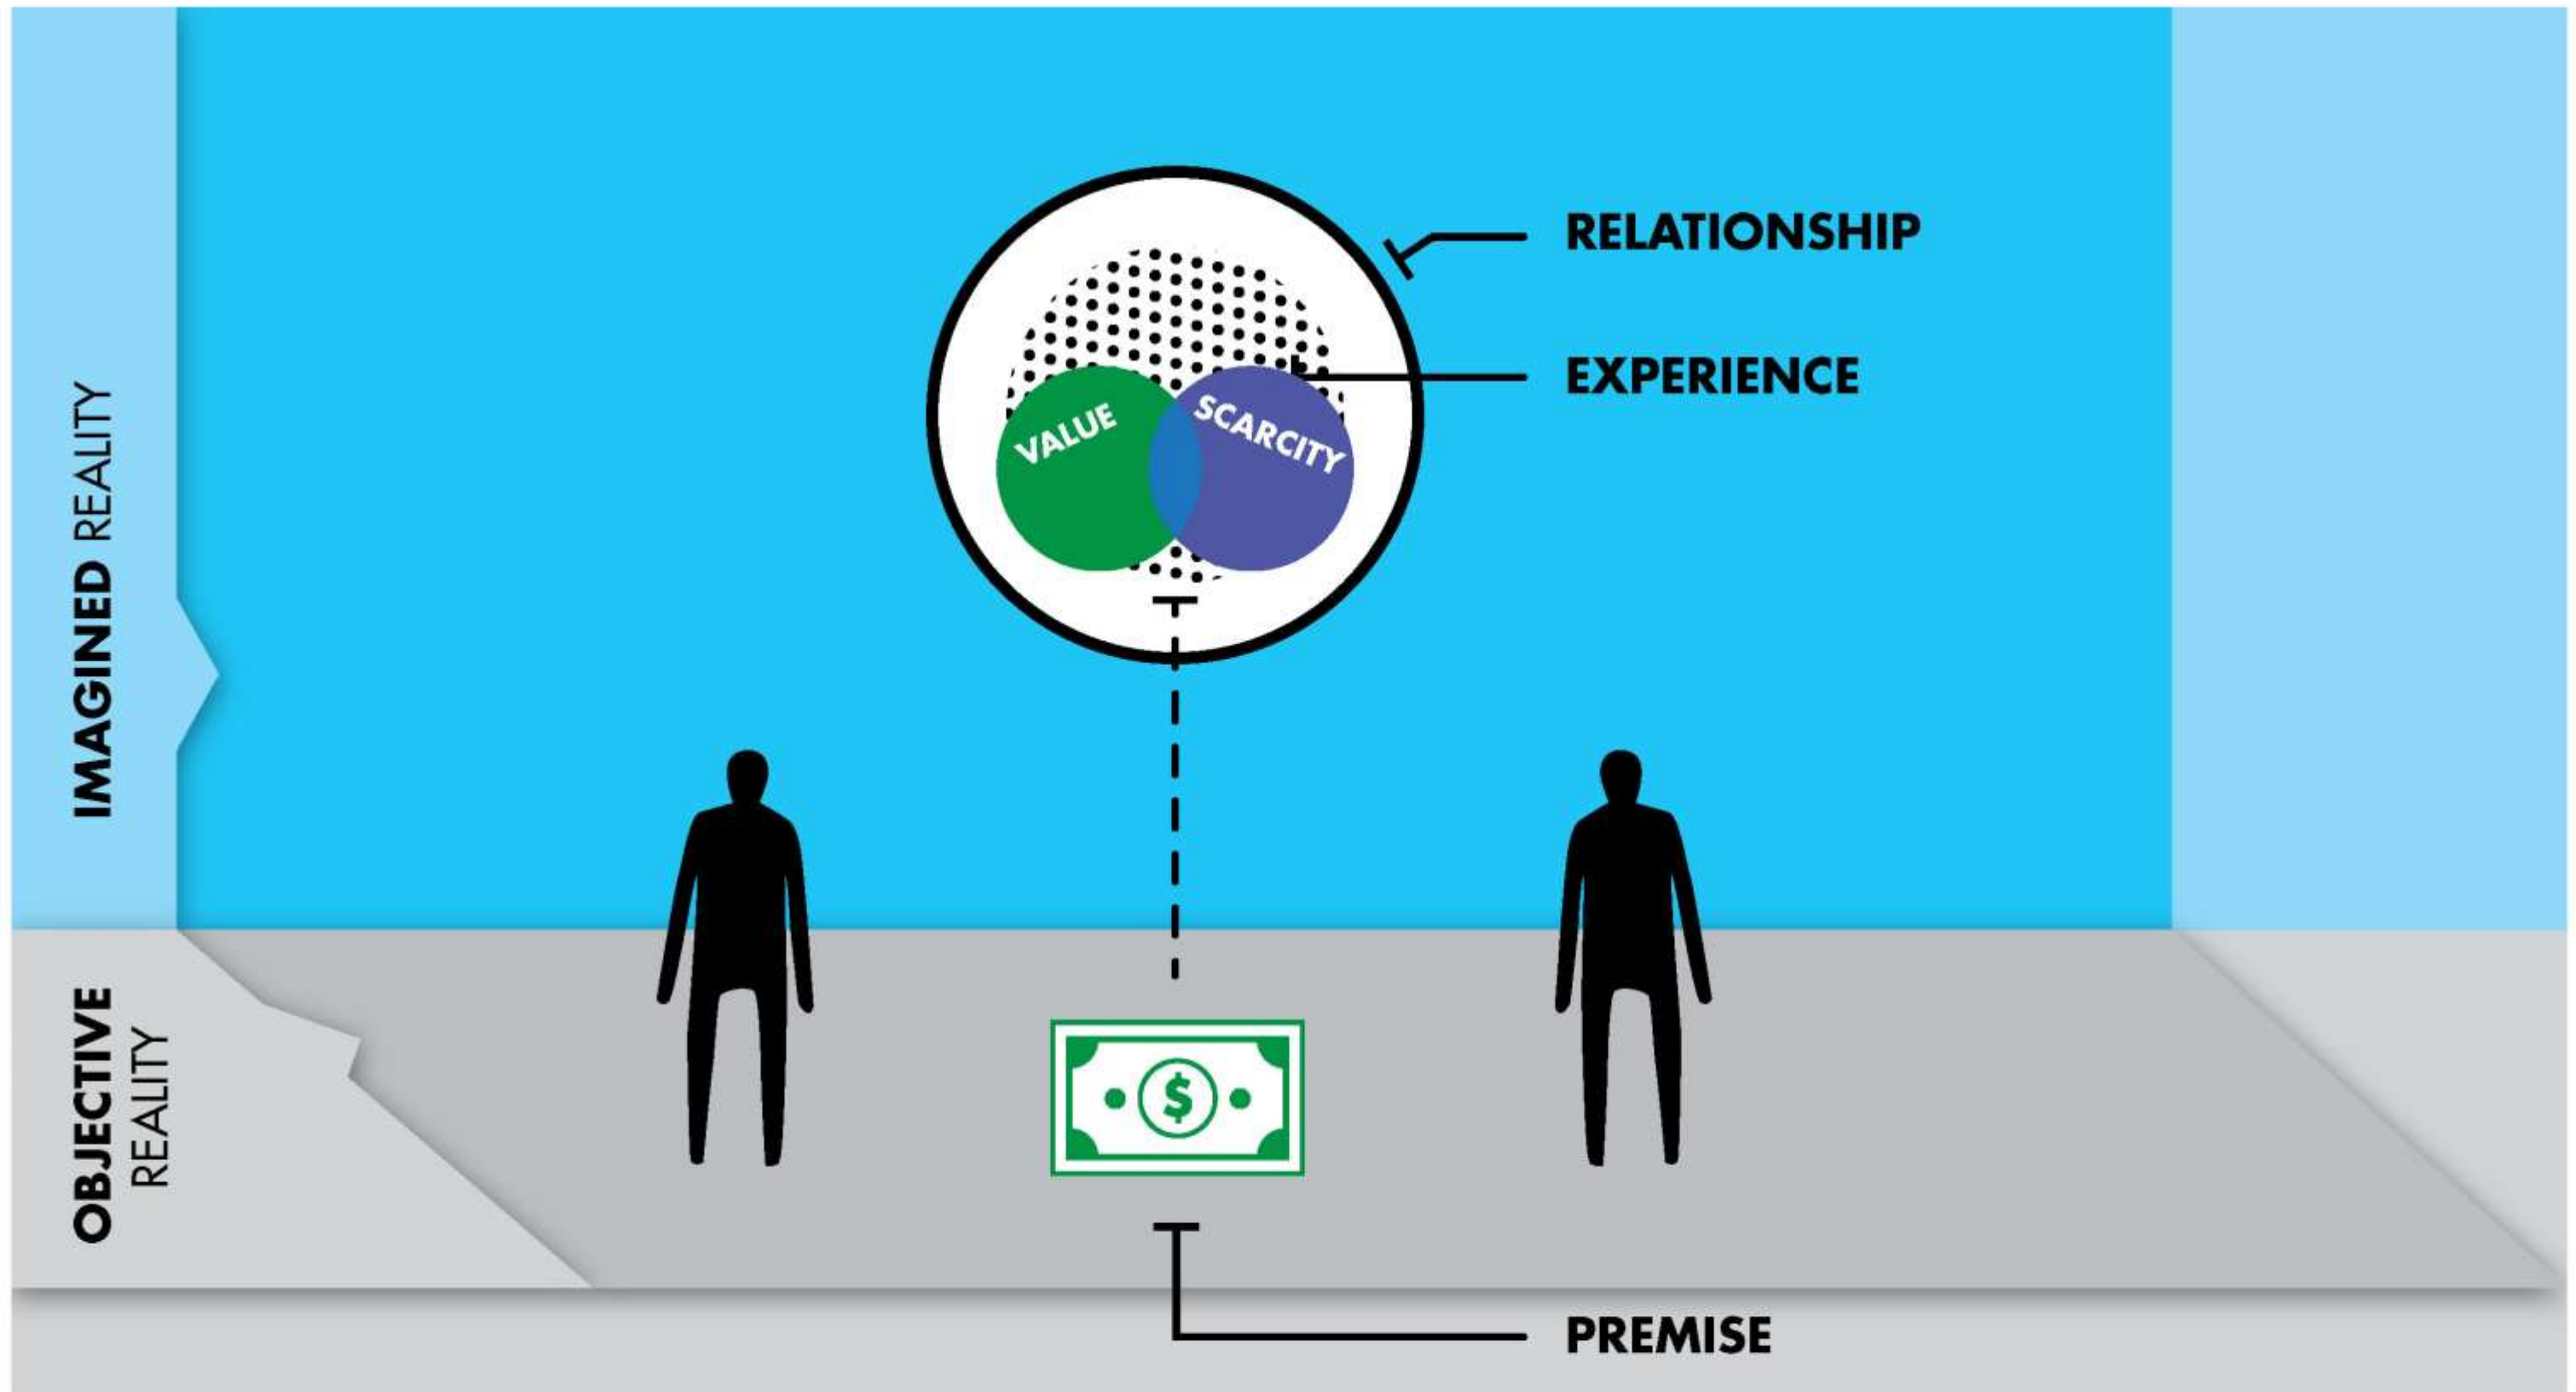 RELATIONSHIP
EXPERIENCE
VALUE
SCARCITY
IMAGINED REALITY
OBJECTIVE
REALITY
$
PREMISE